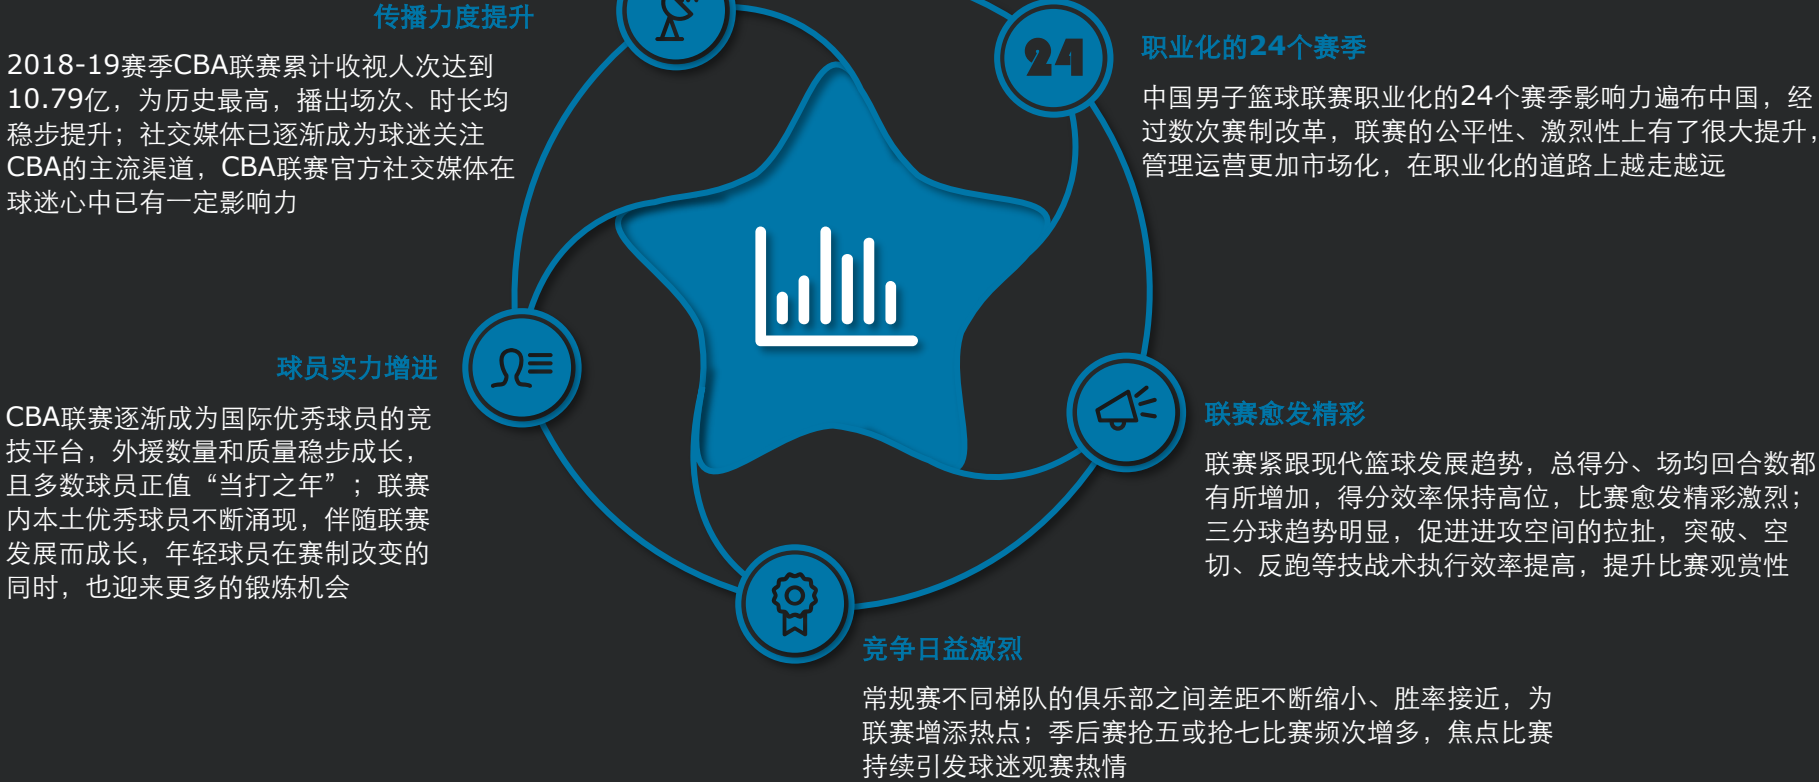 传播力度提升
2018-19赛季CBA联赛累计收视人次达到
10.79亿，为历史最高，播出场次、时长均
稳步提升；社交媒体已逐渐成为球迷关注
CBA的主流渠道，CBA联赛官方社交媒体在
球迷心中已有一定影响力
24
职业化的24个赛季
中国男子篮球联赛职业化的24个赛季影响力遍布中国，经
过数次赛制改革，联赛的公平性、激烈性上有了很大提升，
管理运营更加市场化，在职业化的道路上越走越远
球员实力增进
CBA联赛逐渐成为国际优秀球员的竞
技平台，外援数量和质量稳步成长，
且多数球员正值“当打之年”；联赛
内本土优秀球员不断涌现，伴随联赛
发展而成长，年轻球员在赛制改变的
同时，也迎来更多的锻炼机会
联赛愈发精彩
联赛紧跟现代篮球发展趋势，总得分、场均回合数都
有所增加，得分效率保持高位，比赛愈发精彩激烈；
三分球趋势明显，促进进攻空间的拉扯，突破、空
切、反跑等技战术执行效率提高，提升比赛观赏性
竞争日益激烈
常规赛不同梯队的俱乐部之间差距不断缩小、胜率接近，为
联赛增添热点；季后赛抢五或抢七比赛频次增多，焦点比赛
持续引发球迷观赛热情